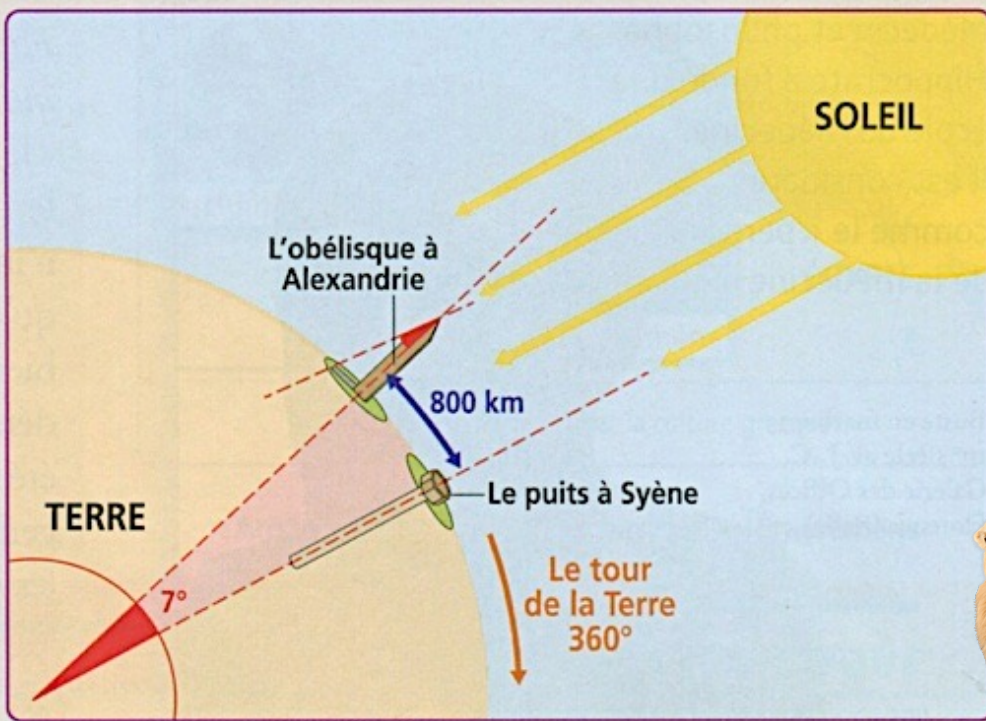 SOLEIL
L'obélisque à
Alexandrie
800 km
Le puits à Syène
TERRE
7°
Le tour
de la Terre
360°